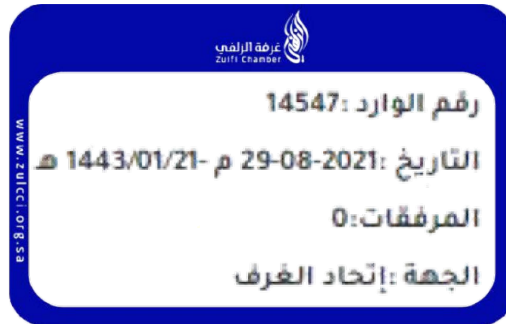 غرفة الزلفي
Zulfi Chamber
رقم الوارد :14547
التاريخ :2021-08-29 م -1443/01/21 هـ
المرفقات:0
الجهة :إتحاد الغرف
www.zulcci.org.sa